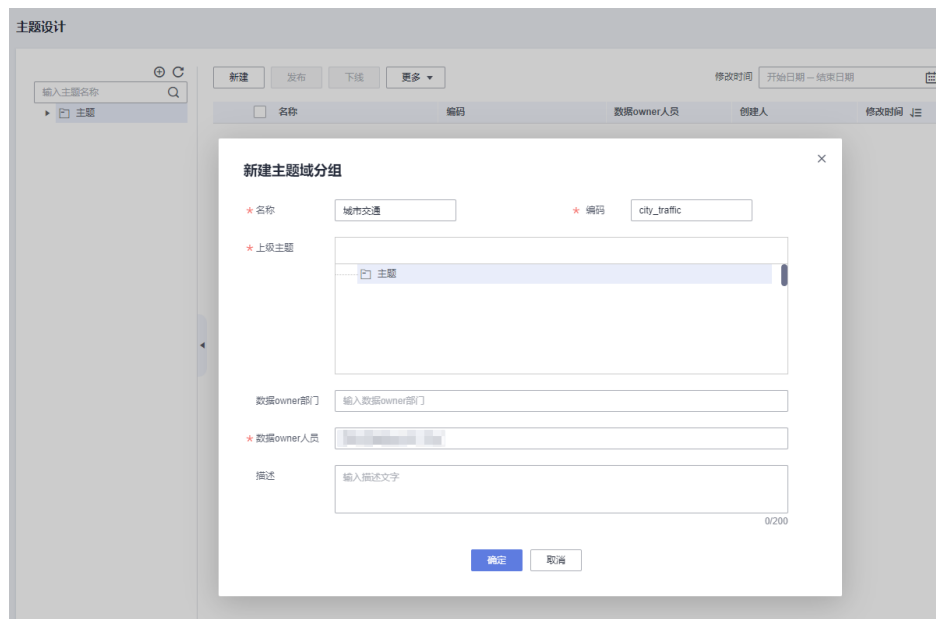 主题设计
输入主题名称
主题
新建 发布 下线 更多
修改时间 开始日期 – 结束日期
名称 编码 数据owner人员 创建人 修改时间
新建主题域分组
* 名称 城市交通 * 编码 city_traffic
* 上级主题
主题
数据owner部门 输入数据owner部门
* 数据owner人员
描述 输入描述文字
0/200
确定 取消